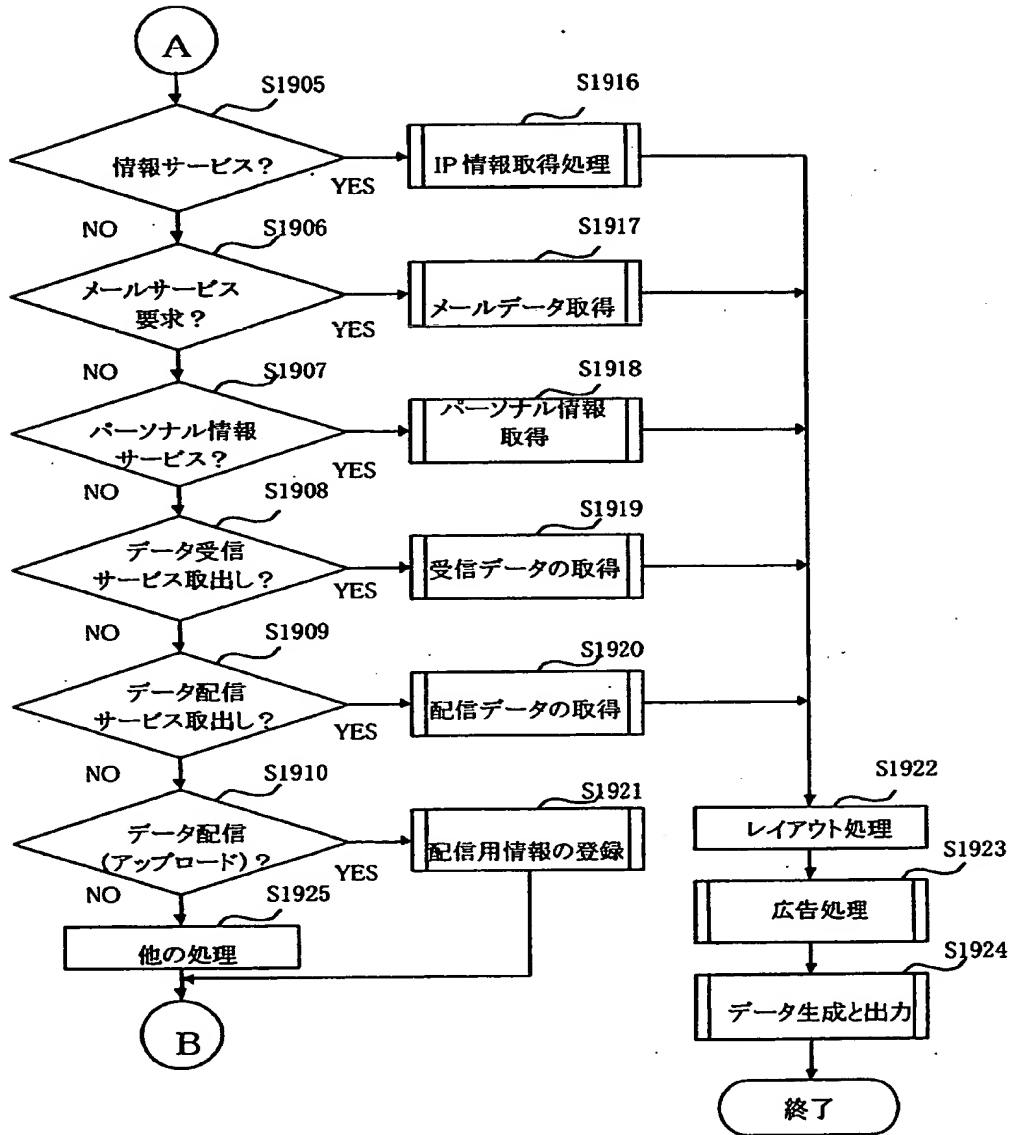 A
S1905
情報サービス？
YES
NO
S1916
IP 情報取得処理
S1906
メールサービス
要求？
YES
NO
S1917
メールデータ取得
S1907
パーソナル情報
サービス？
YES
NO
S1918
パーソナル情報
取得
S1908
データ受信
サービス取出し？
YES
NO
S1919
受信データの取得
S1909
データ配信
サービス取出し？
YES
NO
S1920
配信データの取得
S1910
データ配信
（アップロード）？
YES
NO
S1921
配信用情報の登録
S1925
他の処理
B
S1922
レイアウト処理
S1923
広告処理
S1924
データ生成と出力
終了